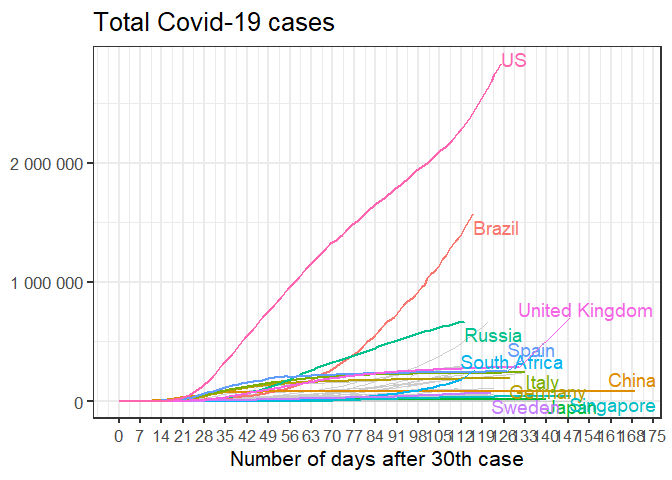 Total Covid-19 cases
US
2 000 000
Brazil
1 000 000
United Kingdom
Russia
Spain
South Africa
Italy
China
Germany
0
Sweden
Japan
Singapore
0 7 14 21 28 35 42 49 56 63 70 77 84 91 98 105 112 119 126 133 140 147 154 161 168 175
Number of days after 30th case